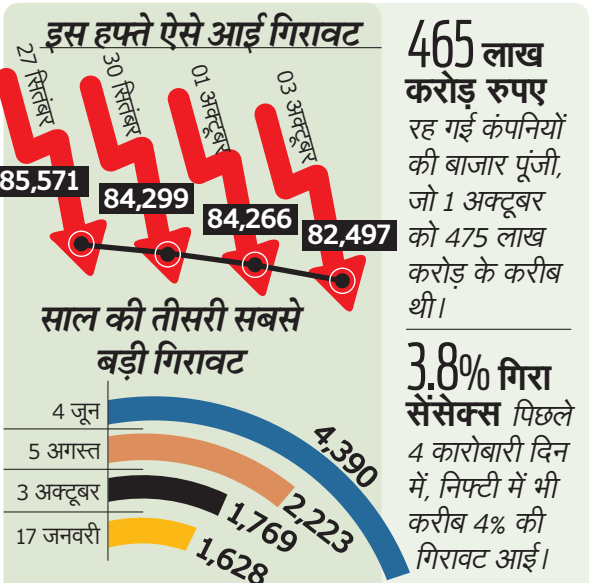 इस हफ्ते ऐसे आई गिरावट
27 सितंबर
30 सितंबर
01 अक्टूबर
03 अक्टूबर
85,571
84,299
84,266
82,497
साल की तीसरी सबसे
बड़ी गिरावट
4 जून
4,390
5 अगस्त
2,223
3 अक्टूबर
1,769
17 जनवरी
1,628
465 लाख
करोड़ रुपए
रह गई कंपनियों
की बाजार पूंजी,
जो 1 अक्टूबर
को 475 लाख
करोड़ के करीब
थी।
3.8% गिरा
सेंसेक्स पिछले
4 कारोबारी दिन
में, निफ्टी में भी
करीब 4% की
गिरावट आई।